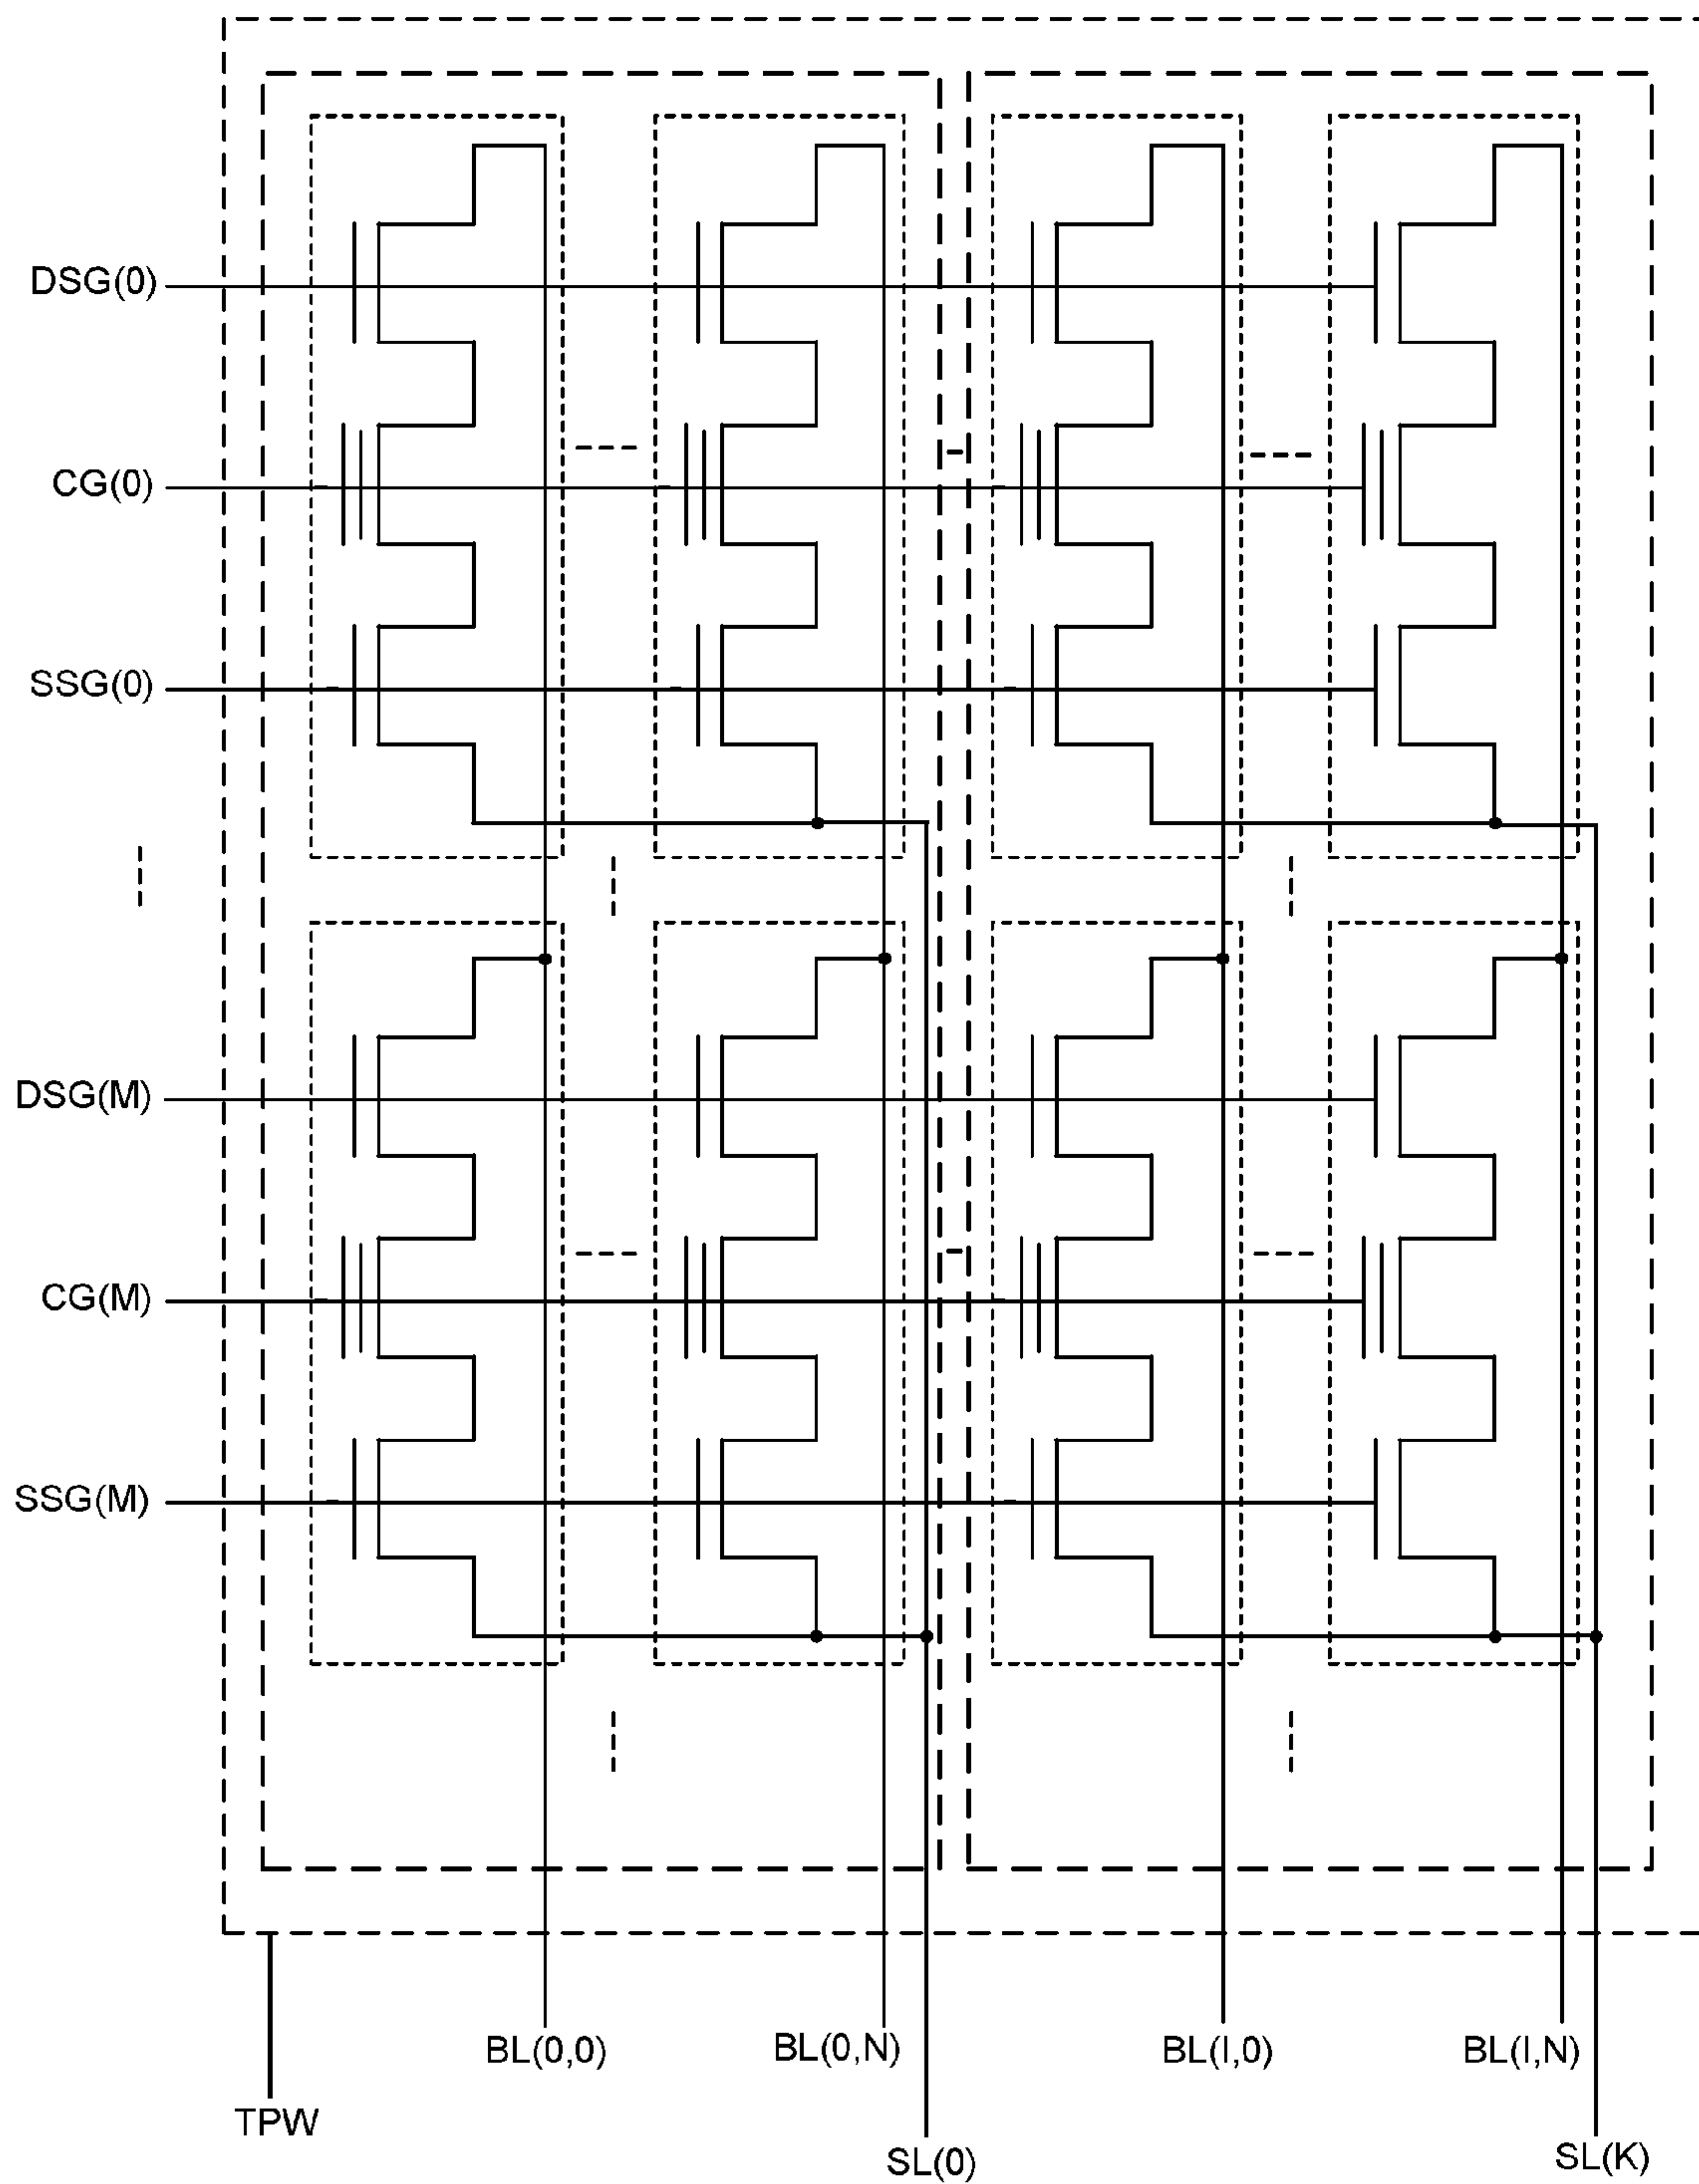 DSG(0)
CG(0)
SSG(0)
DSG(M)
CG(M)
SSG(M)
BL(0,0)
BL(0,N)
BL(I,0)
BL(I,N)
TPW
SL(0)
SL(K)